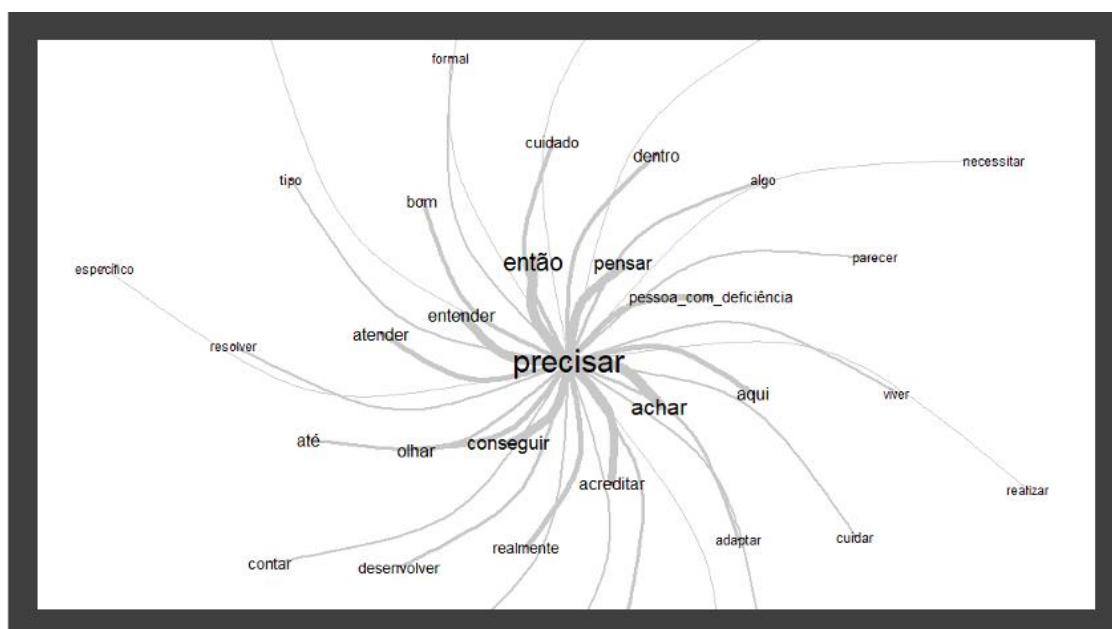 formal
cuidado
dentro
necessitar
tipo
algo
bom
então
pensar
parecer
específico
pessoa_com_deficiência
entender
atender
resolver
precisar
aqui
viver
achar
até
olhar
conseguir
acreditar
realizar
realmente
adaptar
cuidar
contar
desenvolver